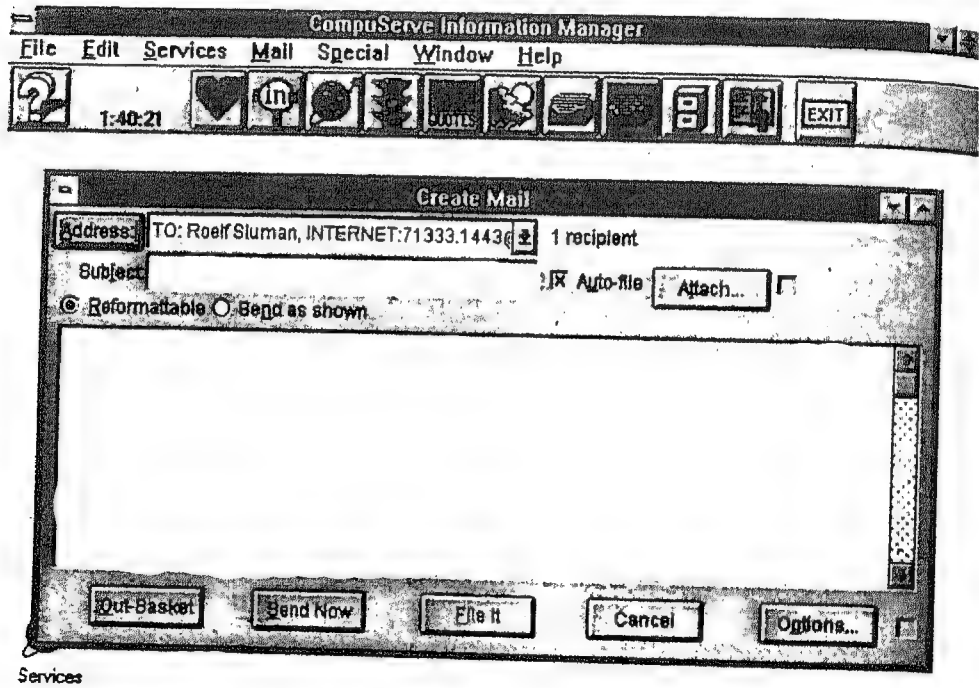 CompuServe Information Manager
File Edit Services Mail Special Window Help
1:40:21 in QUOTES EXIT
Create Mail
Address: TO: Roelf Sluman, INTERNET:71333.1443@ 1 recipient
Subject: Auto-file Attach...
Reformattable Send as shown
Out-Basket Send Now File It Cancel Options...
Services